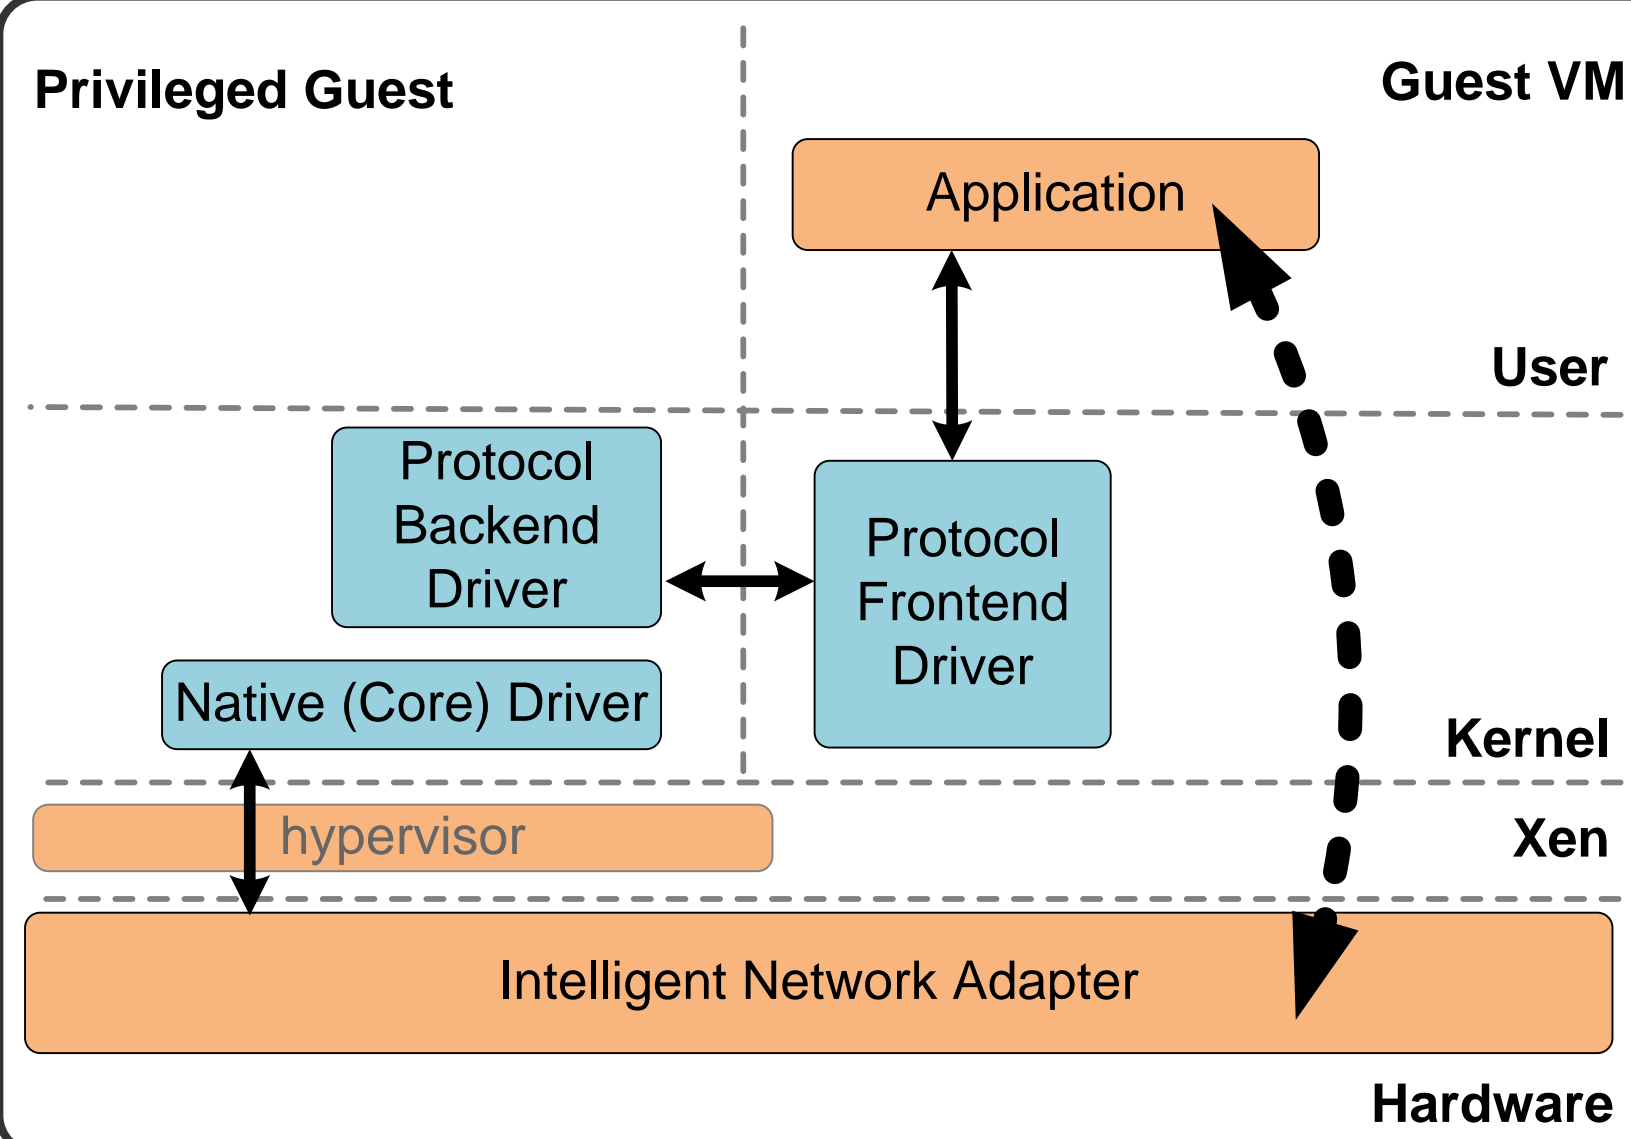 Privileged Guest
Guest VM
Application
User
Protocol
Backend
Driver
Protocol
Frontend
Driver
Native (Core) Driver
Kernel
hypervisor
Xen
Intelligent Network Adapter
Hardware